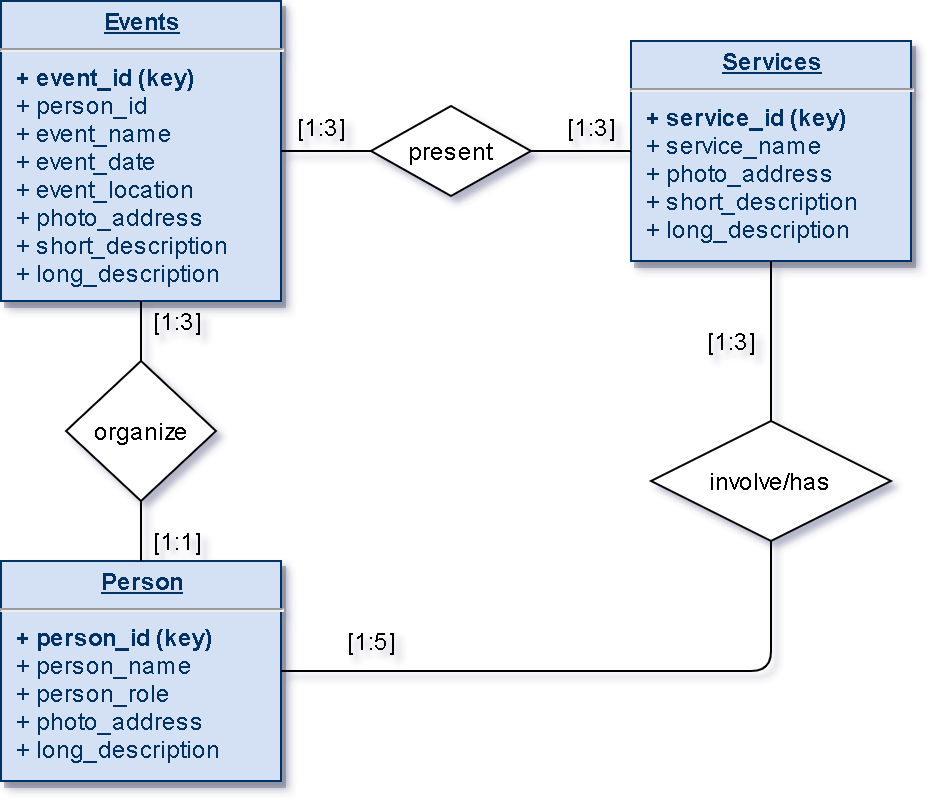 Events
+ event_id (key)
+ person_id
+ event_name
+ event_date
+ event_location
+ photo_address
+ short_description
+ long_description
[1:3]
present
[1:3]
Services
+ service_id (key)
+ service_name
+ photo_address
+ short_description
+ long_description
[1:3]
organize
[1:1]
[1:3]
involve/has
[1:5]
Person
+ person_id (key)
+ person_name
+ person_role
+ photo_address
+ long_description